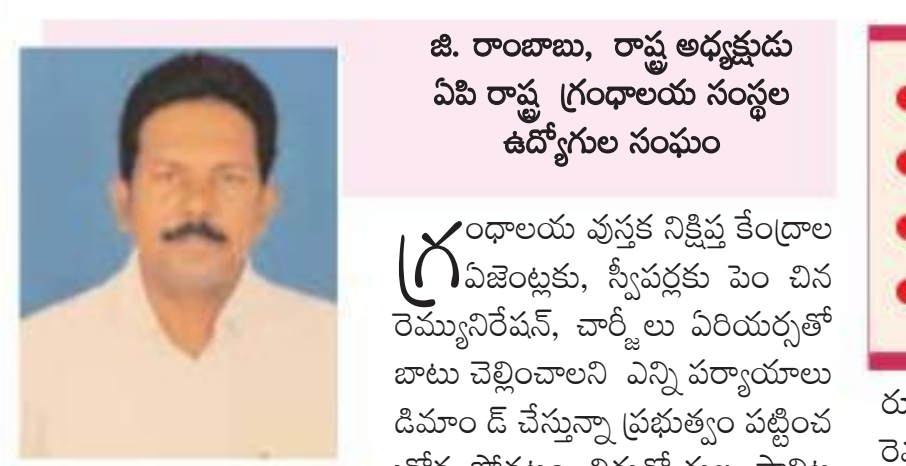 జి. రాంబాబు, రాష్ట్ర అధ్యక్షుడు
ఏపి రాష్ట్ర గ్రంధాలయ సంస్థల
ఉద్యోగుల సంఘం
గ్రంధాలయ వుస్తక నిక్షిప్త కేంద్రాల
ఏజెంట్లకు, స్వీపర్లకు పెం చిన
రెమ్యునిరేషన్, చార్జీలు ఏరియర్సతో
బాటు చెల్లించాలని ఎన్ని పర్యాయాలు
డిమాం డ్ చేస్తున్నా ప్రభుత్వం పట్టించ